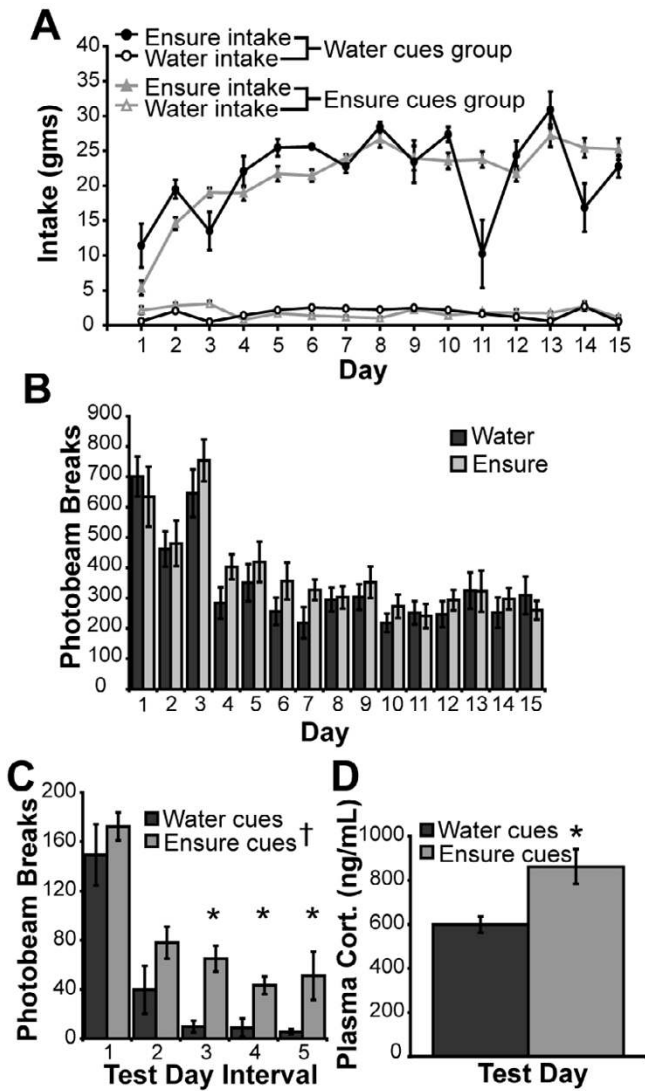 A
Ensure intake
Water intake
Water cues group
Ensure intake
Water intake
Ensure cues group
Intake (gms)
40
35
30
25
20
15
10
5
0
1 2 3 4 5 6 7 8 9 10 11 12 13 14 15
Day
B
Water
Ensure
Photobeam Breaks
900
800
700
600
500
400
300
200
100
0
1 2 3 4 5 6 7 8 9 10 11 12 13 14 15
Day
C
Water cues
Ensure cues †
Photobeam Breaks
200
160
120
80
40
0
* * *
1 2 3 4 5
Test Day Interval
D
Water cues
Ensure cues
*
Plasma Cort. (ng/mL)
1000
800
600
400
200
0
Test Day